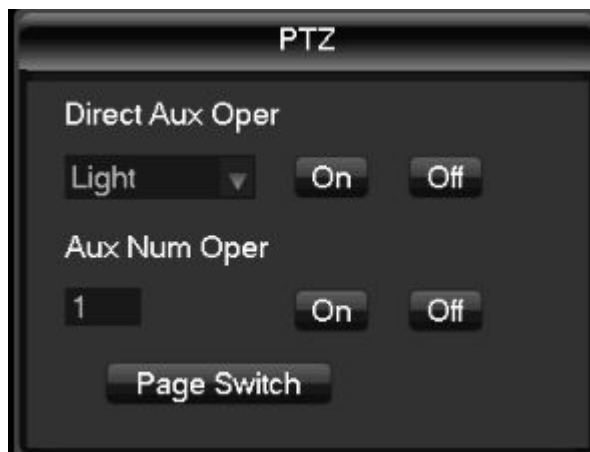 PTZ
Direct Aux Oper
Light On Off
Aux Num Oper
1 On Off
Page Switch